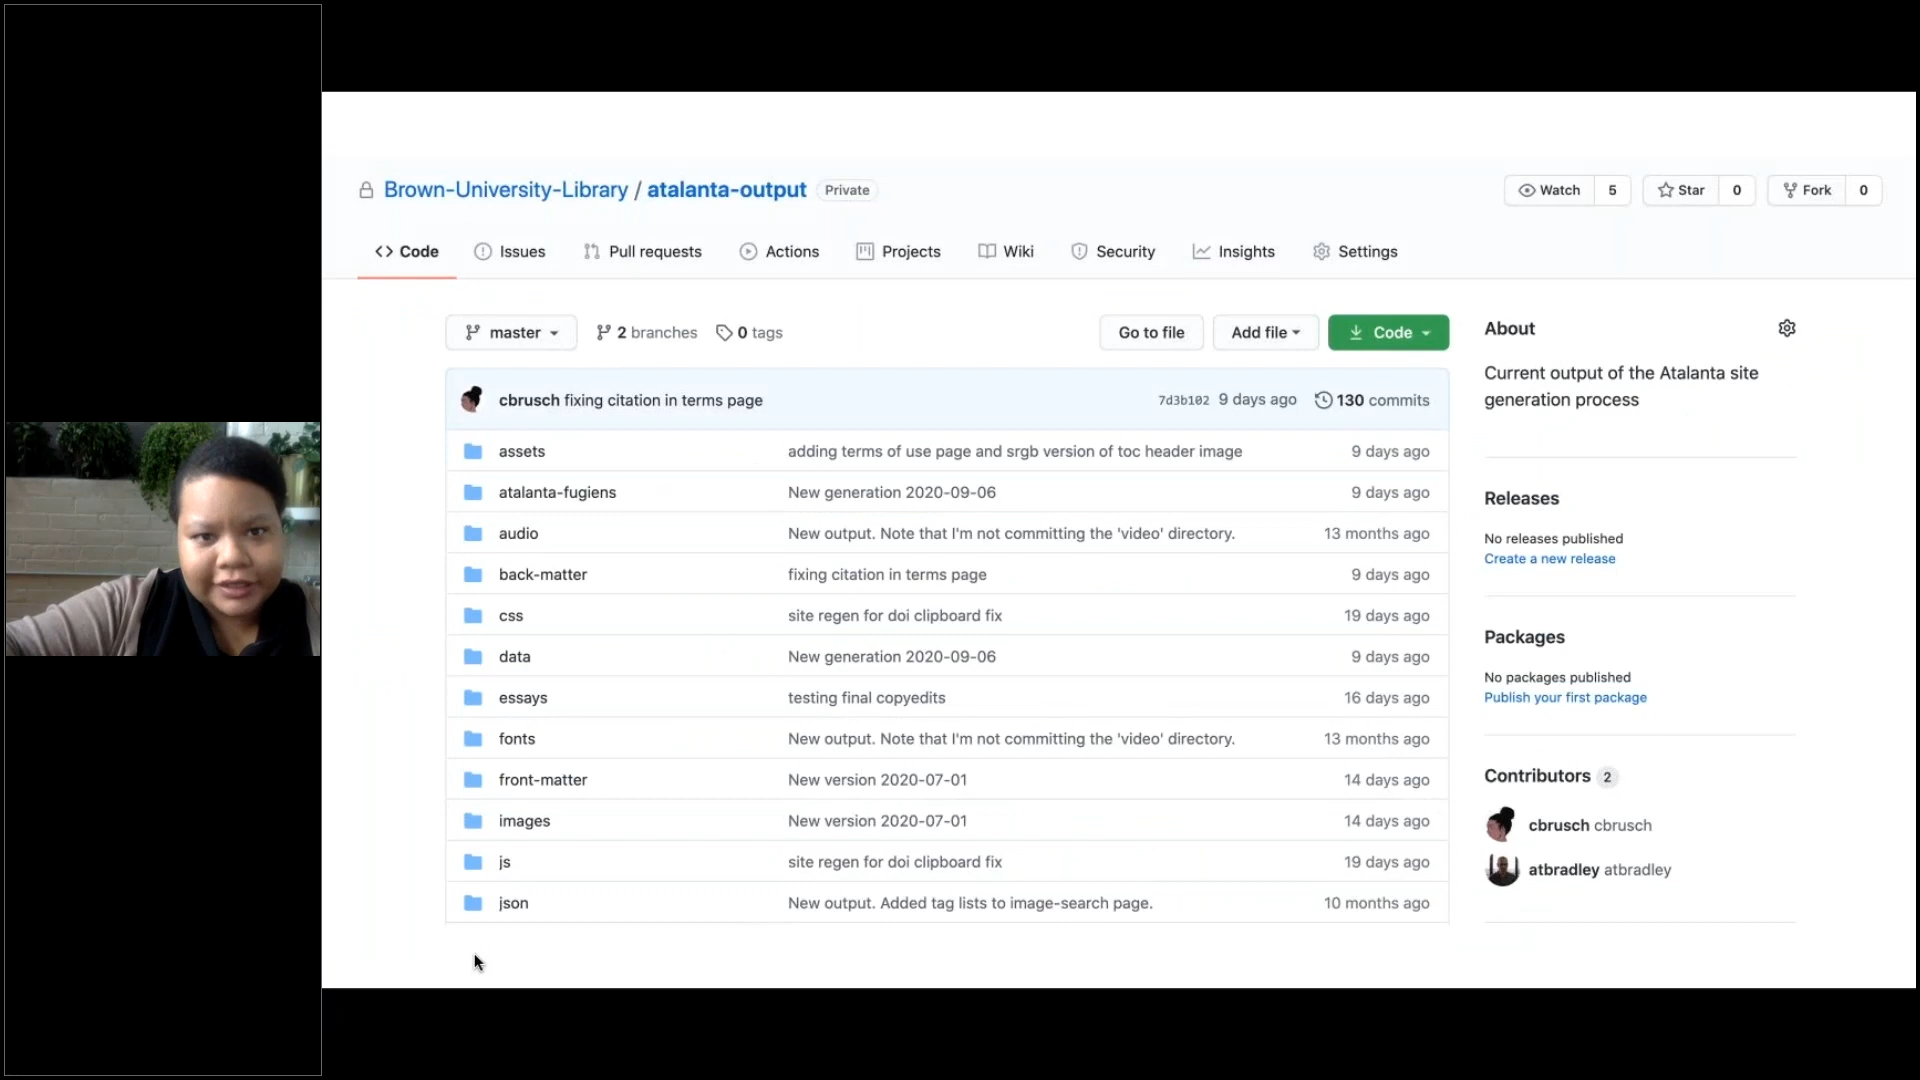 Brown-University-Library / atalanta-output Private
Watch 5 Star 0 Fork 0
Code Issues Pull requests Actions Projects Wiki Security Insights Settings
master 2 branches 0 tags Go to file Add file Code
cbrusch fixing citation in terms page 7d3b102 9 days ago 130 commits
assets adding terms of use page and srgb version of toc header image 9 days ago
atalanta-fugiens New generation 2020-09-06 9 days ago
audio New output. Note that I'm not committing the 'video' directory. 13 months ago
back-matter fixing citation in terms page 9 days ago
css site regen for doi clipboard fix 19 days ago
data New generation 2020-09-06 9 days ago
essays testing final copyedits 16 days ago
fonts New output. Note that I'm not committing the 'video' directory. 13 months ago
front-matter New version 2020-07-01 14 days ago
images New version 2020-07-01 14 days ago
js site regen for doi clipboard fix 19 days ago
json New output. Added tag lists to image-search page. 10 months ago
About
Current output of the Atalanta site
generation process
Releases
No releases published
Create a new release
Packages
No packages published
Publish your first package
Contributors 2
cbrusch cbrusch
atbradley atbradley